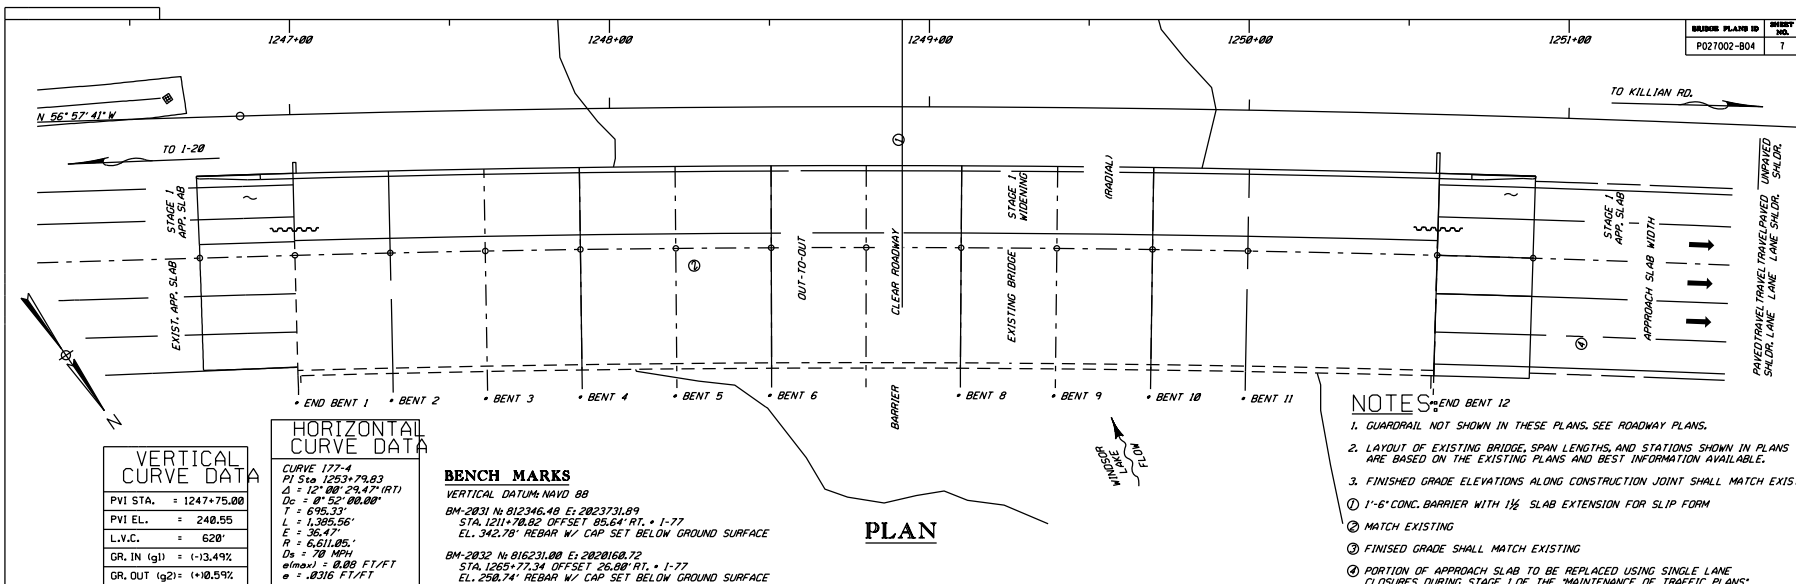 1247+00
1248+00
1249+00
1250+00
1251+00
BRIDGE PLANS ID
SHEET NO.
P027002-B04
7
N 56° 57' 41" W
TO I-20
TO KILLIAN RD.
STAGE 1
APP. SLAB
EXIST. APP. SLAB
OUT-TO-OUT
CLEAR ROADWAY
BARRIER
STAGE 1
WIDENING
EXISTING BRIDGE
(RADIAL)
STAGE 1
APP. SLAB
APPROACH SLAB WIDTH
PAVED SHLDR.
TRAVEL LANE
TRAVEL LANE
TRAVEL LANE
PAVED SHLDR.
UNPAVED SHLDR.
1
2
4
N
END BENT 1
BENT 2
BENT 3
BENT 4
BENT 5
BENT 6
BENT 8
BENT 9
BENT 10
BENT 11
END BENT 12
WINDSOR
LAKE
FLOW
VERTICAL
CURVE DATA
PVI STA. = 1247+75.00
PVI EL. = 240.55
L.V.C. = 620'
GR. IN (g1) = (-)3.49%
GR. OUT (g2)= (+)0.59%
HORIZONTAL
CURVE DATA
CURVE 177-4
PI Sta 1253+79.83
Δ = 12° 00' 29.47" (RT)
Dc = 0° 52' 00.00"
T = 695.33'
L = 1,385.56'
E = 36.47'
R = 6,611.05.'
Ds = 70 MPH
e(max) = 0.08 FT/FT
e = .0316 FT/FT
BENCH MARKS
VERTICAL DATUM: NAVD 88
BM-2031 N: 812346.48 E: 2023731.89
STA. 1211+70.82 OFFSET 85.64' RT. * I-77
EL. 342.78' REBAR W/ CAP SET BELOW GROUND SURFACE
BM-2032 N: 816231.00 E: 2020160.72
STA. 1265+77.34 OFFSET 26.80' RT. * I-77
EL. 250.74' REBAR W/ CAP SET BELOW GROUND SURFACE
PLAN
NOTES:
1. GUARDRAIL NOT SHOWN IN THESE PLANS. SEE ROADWAY PLANS.
2. LAYOUT OF EXISTING BRIDGE, SPAN LENGTHS, AND STATIONS SHOWN IN PLANS
ARE BASED ON THE EXISTING PLANS AND BEST INFORMATION AVAILABLE.
3. FINISHED GRADE ELEVATIONS ALONG CONSTRUCTION JOINT SHALL MATCH EXIS
1 1'-6" CONC. BARRIER WITH 1½ SLAB EXTENSION FOR SLIP FORM
2 MATCH EXISTING
3 FINISED GRADE SHALL MATCH EXISTING
4 PORTION OF APPROACH SLAB TO BE REPLACED USING SINGLE LANE
CLOSURES DURING STAGE 1 OF THE "MAINTENANCE OF TRAFFIC PLANS"